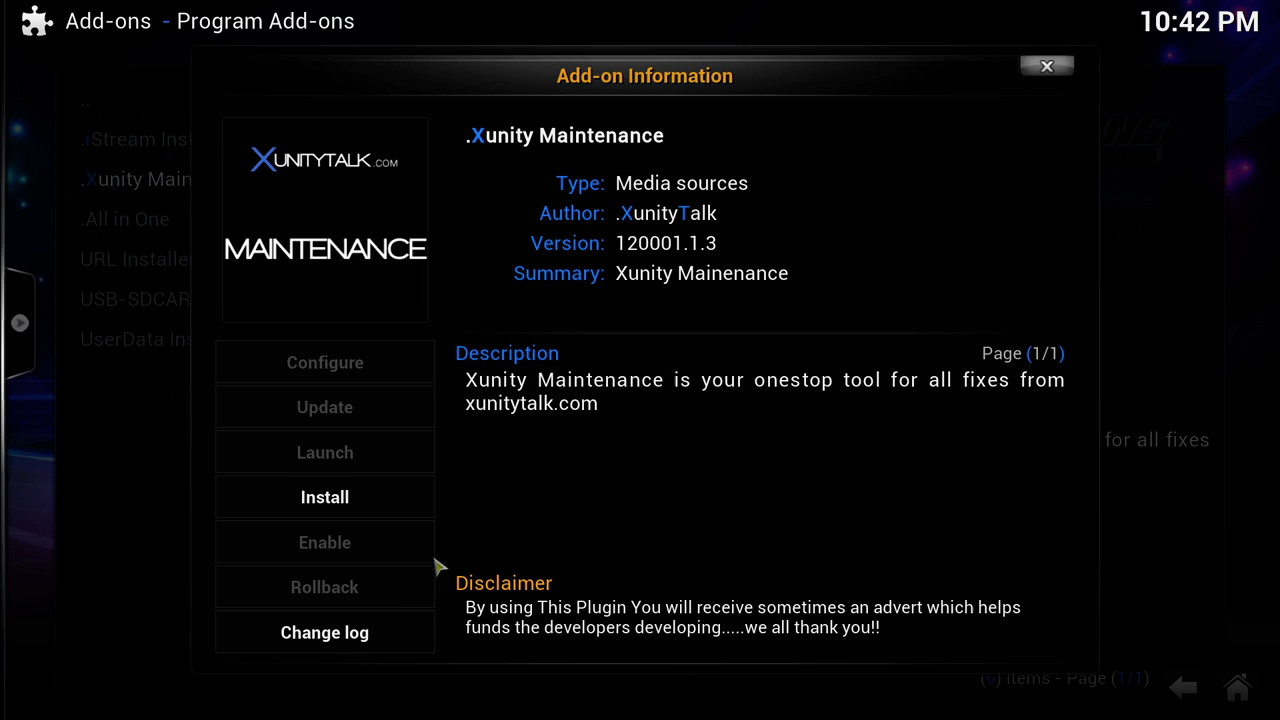 Add-ons - Program Add-ons
10:42 PM
Add-on Information
XUNITYTALK.COM
MAINTENANCE
.Xunity Maintenance
Type: Media sources
Author: .XunityTalk
Version: 120001.1.3
Summary: Xunity Mainenance
Configure
Update
Launch
Install
Enable
Rollback
Change log
Description
Page (1/1)
Xunity Maintenance is your onestop tool for all fixes from
xunitytalk.com
Disclaimer
By using This Plugin You will receive sometimes an advert which helps
funds the developers developing.....we all thank you!!
..
.iStream Ins
.Xunity Main
.All in One
URL Installe
USB-SDCAR
UserData Ins
for all fixes
(6) Items - Page (1/1)